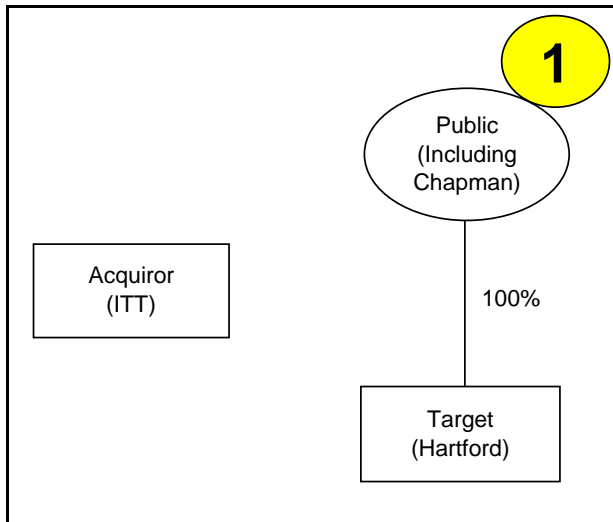 1
Public
(Including
Chapman)
Acquiror
(ITT)
100%
Target
(Hartford)